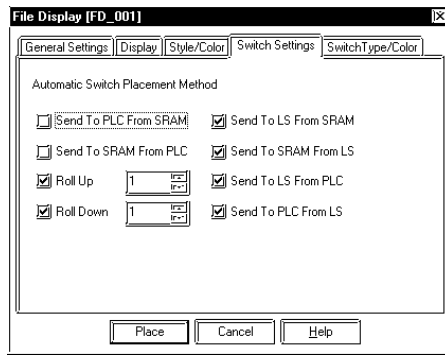 File Display [FD_001]
General Settings Display Style/Color Switch Settings SwitchType/Color
Automatic Switch Placement Method
Send To PLC From SRAM Send To LS From SRAM
Send To SRAM From PLC Send To SRAM From LS
Roll Up 1 Send To LS From PLC
Roll Down 1 Send To PLC From LS
Place Cancel Help